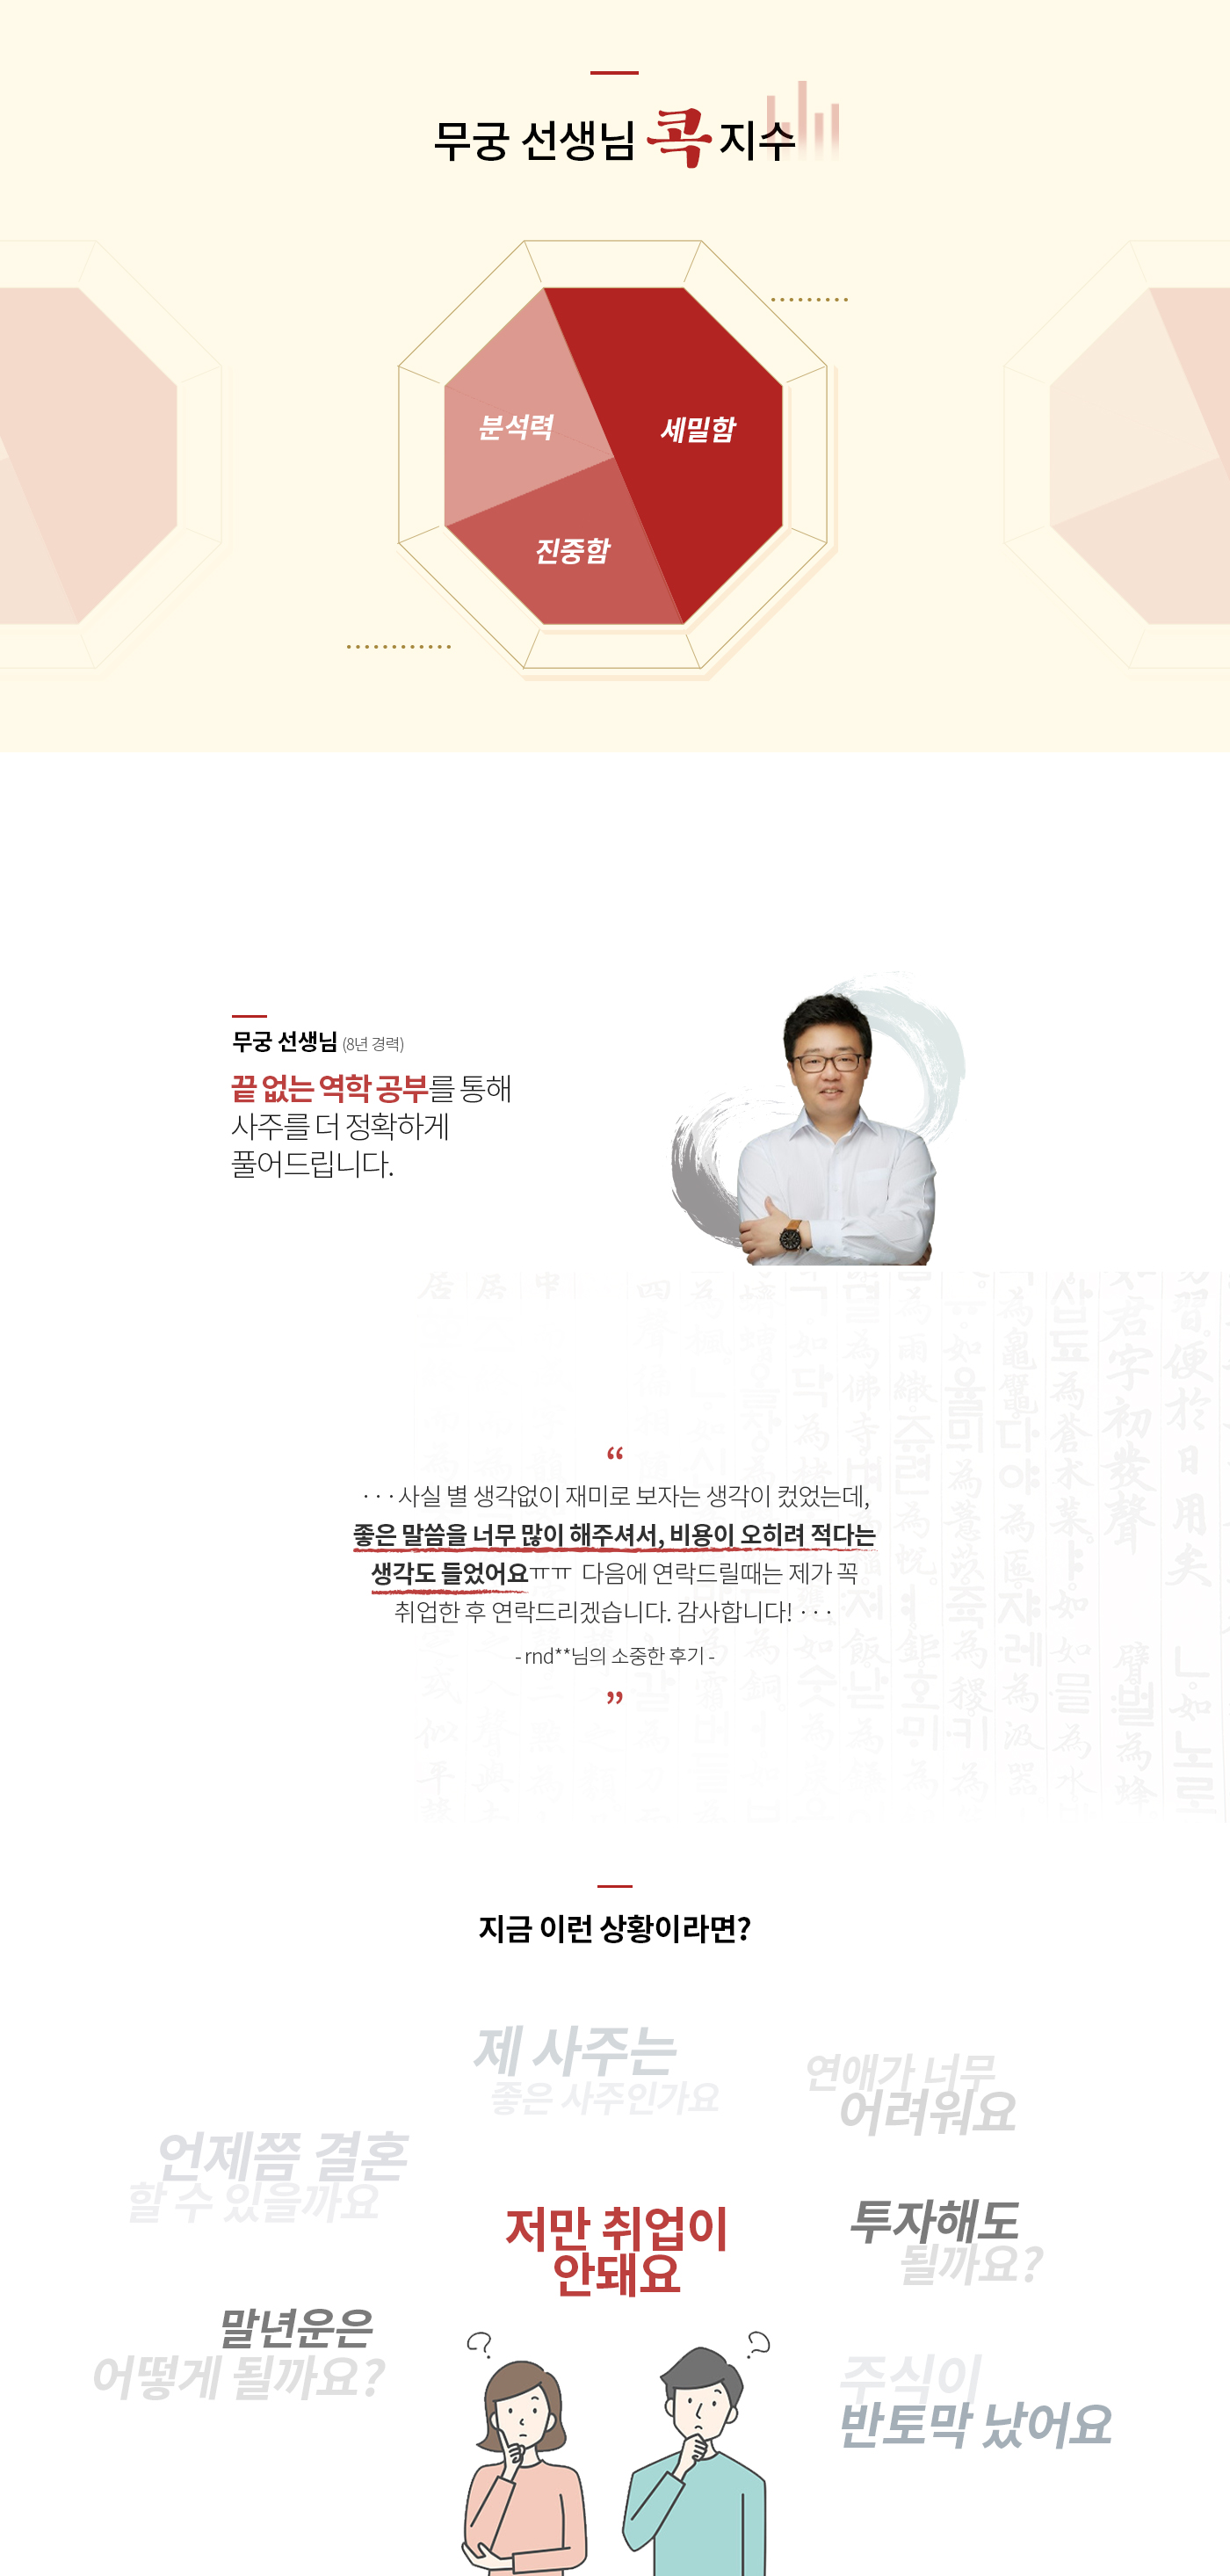 무궁 선생님 콕 지수
분석력
세밀함
진중함
무궁 선생님 (8년 경력)
끝 없는 역학 공부를 통해
사주를 더 정확하게
풀어드립니다.
“
· · · 사실 별 생각없이 재미로 보자는 생각이 컸었는데,
좋은 말씀을 너무 많이 해주셔서, 비용이 오히려 적다는
생각도 들었어요ㅠㅠ 다음에 연락드릴때는 제가 꼭
취업한 후 연락드리겠습니다. 감사합니다! · · ·
- rnd**님의 소중한 후기 -
”
지금 이런 상황이라면?
제 사주는
좋은 사주인가요
연애가 너무
어려워요
언제쯤 결혼
할 수 있을까요
저만 취업이
안돼요
투자해도
될까요?
말년운은
어떻게 될까요?
주식이
반토막 났어요